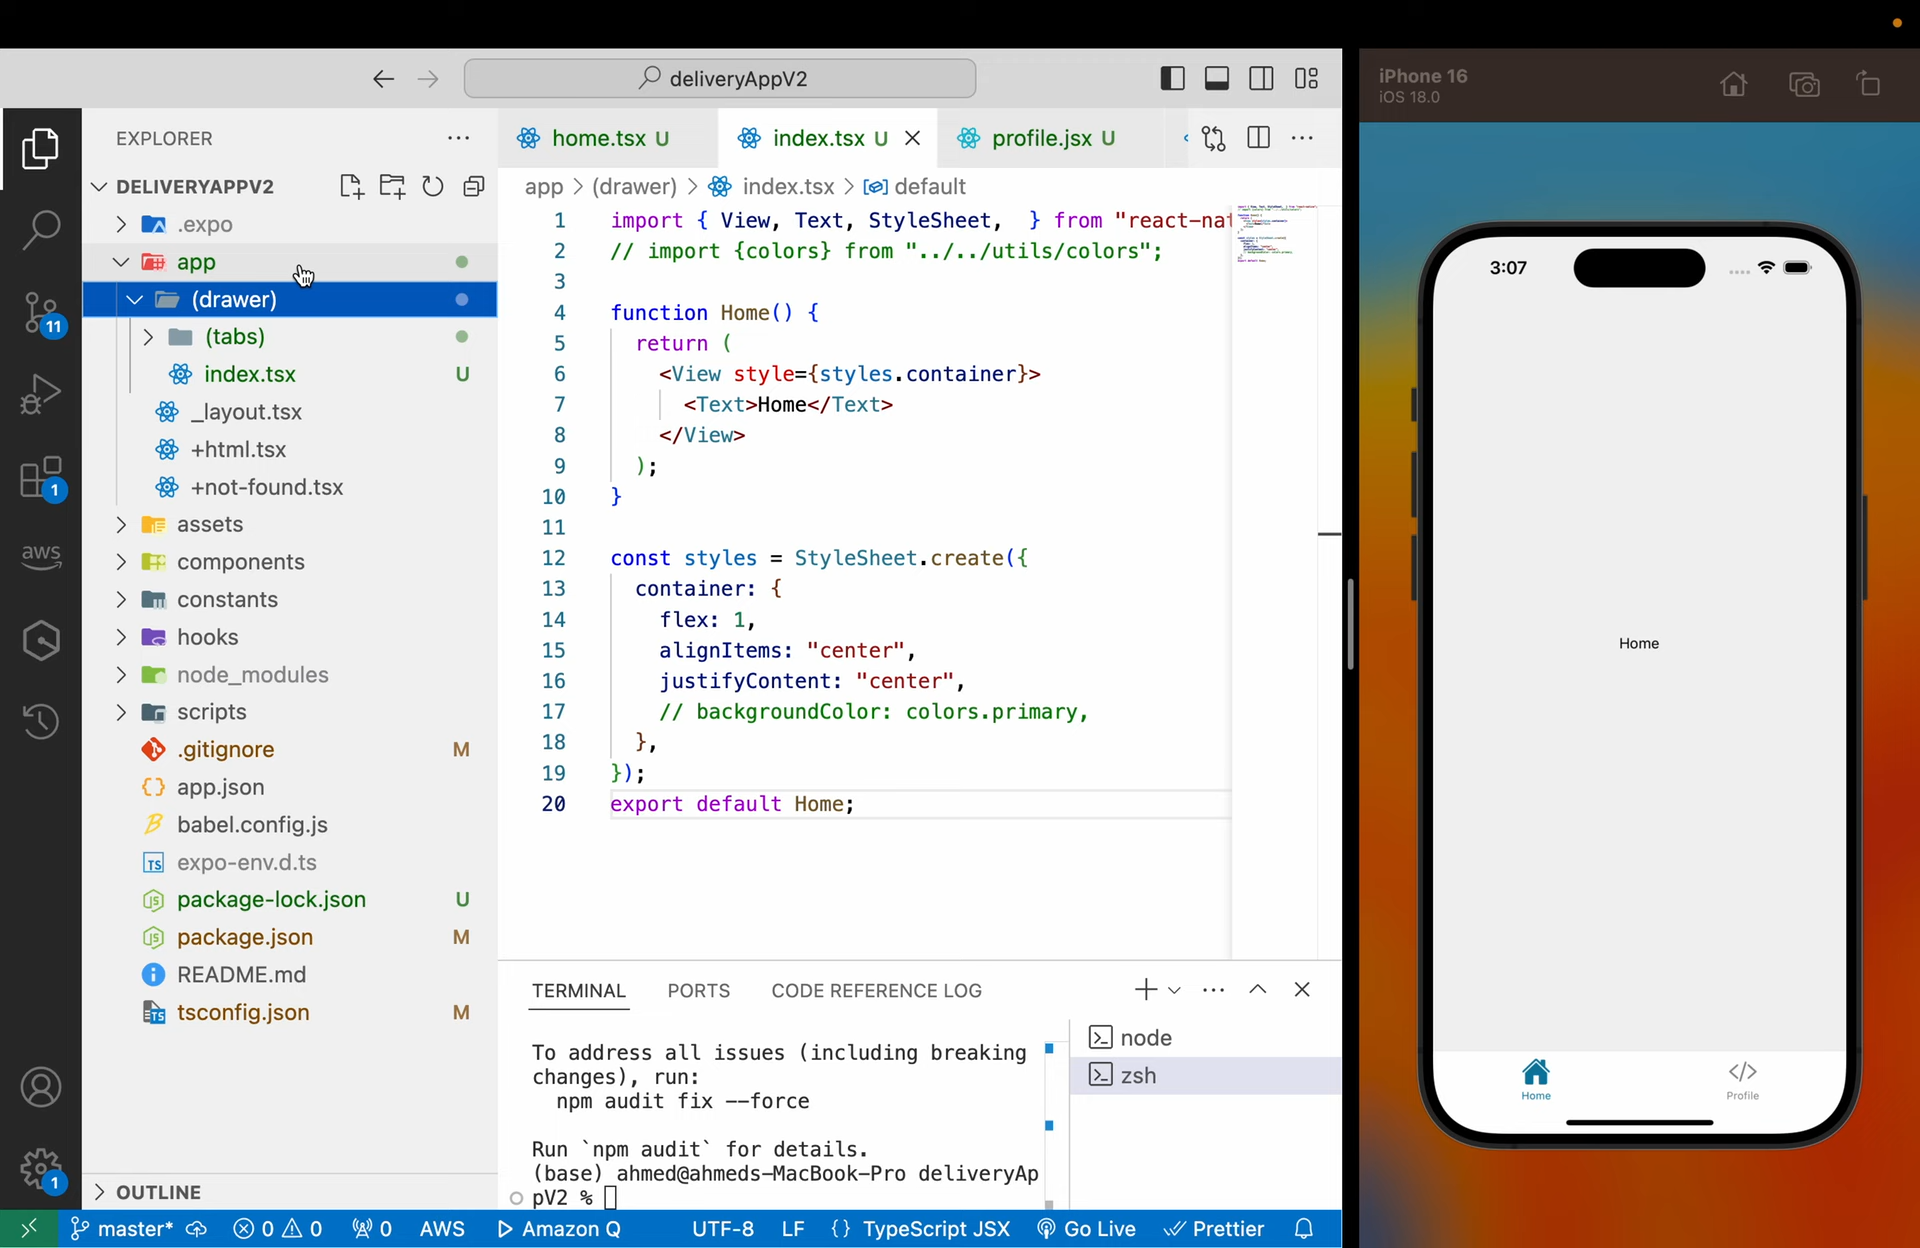 deliveryAppV2
iPhone 16
iOS 18.0
EXPLORER
home.tsx U
index.tsx U
profile.jsx U
DELIVERYAPPV2
app > (drawer) > index.tsx > default
.expo
app
(drawer)
(tabs)
index.tsx U
_layout.tsx
+html.tsx
+not-found.tsx
assets
components
constants
hooks
node_modules
scripts
.gitignore M
app.json
babel.config.js
expo-env.d.ts
package-lock.json U
package.json M
README.md
tsconfig.json M
OUTLINE
11
1
aws
1
1 import { View, Text, StyleSheet,  } from "react-nat
2 // import {colors} from "../../utils/colors";
3
4 function Home() {
5 return (
6 <View style={styles.container}>
7 <Text>Home</Text>
8 </View>
9 );
10 }
11
12 const styles = StyleSheet.create({
13 container: {
14 flex: 1,
15 alignItems: "center",
16 justifyContent: "center",
17 // backgroundColor: colors.primary,
18 },
19 });
20 export default Home;
TERMINAL PORTS CODE REFERENCE LOG
To address all issues (including breaking
changes), run:
npm audit fix --force
Run `npm audit` for details.
(base) ahmed@ahmeds-MacBook-Pro deliveryAp
pV2 %
node
zsh
master* 0 0 0 AWS Amazon Q UTF-8 LF {} TypeScript JSX Go Live Prettier
3:07
Home
Home
Profile